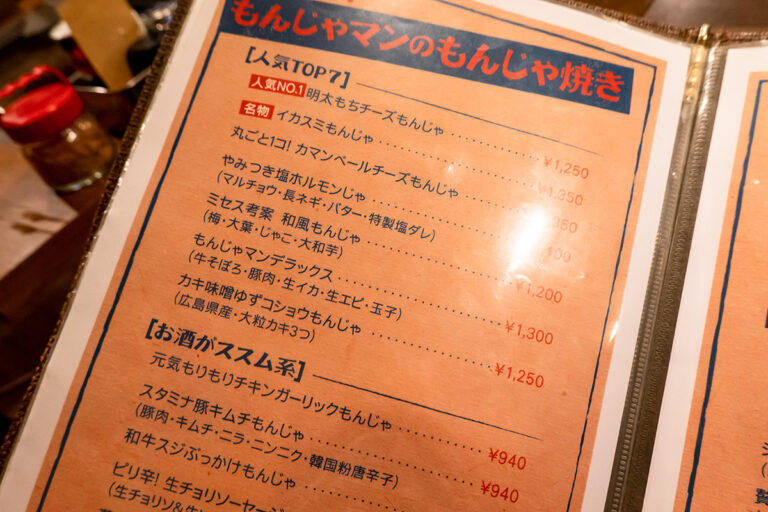 もんじゃマンのもんじゃ焼き
【人気TOP7】
人気NO.1 明太もちチーズもんじゃ ¥1,250
名物 イカスミもんじゃ ¥1,350
丸ごと1コ! カマンベールチーズもんじゃ
やみつき塩ホルモンじゃ
(マルチョウ・長ネギ・バター・特製塩ダレ)
ミセス考案 和風もんじゃ ¥1,200
(梅・大葉・じゃこ・大和芋)
もんじゃマンデラックス ¥1,300
(牛そぼろ・豚肉・生イカ・生エビ・玉子)
カキ味噌ゆずコショウもんじゃ ¥1,250
(広島県産・大粒カキ3つ)
【お酒がススム系】
元気もりもりチキンガーリックもんじゃ ¥940
スタミナ豚キムチもんじゃ ¥940
(豚肉・キムチ・ニラ・ニンニク・韓国粉唐辛子)
和牛スジぶっかけもんじゃ
ピリ辛! 生チョリソーセージ
(生チョリソ&